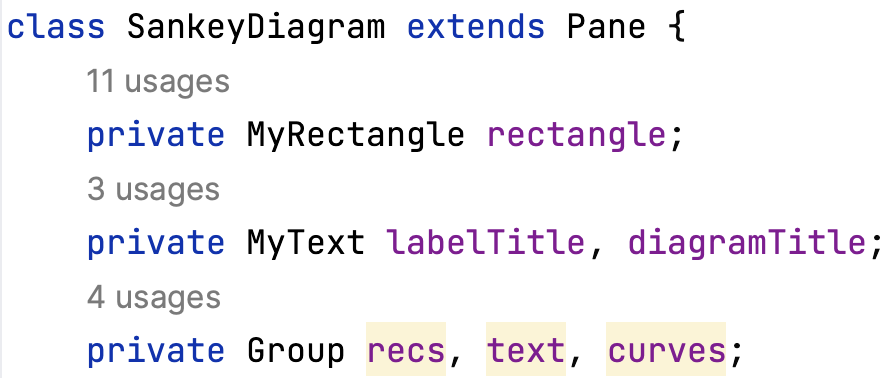 class SankeyDiagram extends Pane {
11 usages
private MyRectangle rectangle;
3 usages
private MyText labelTitle, diagramTitle;
4 usages
private Group recs, text, curves;